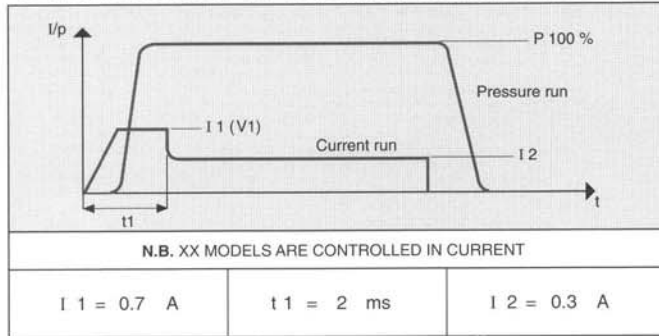 I/p
P 100 %
Pressure run
I 1 (V1)
Current run
I 2
t1
t
N.B. XX MODELS ARE CONTROLLED IN CURRENT
I 1 = 0.7 A
t 1 = 2 ms
I 2 = 0.3 A